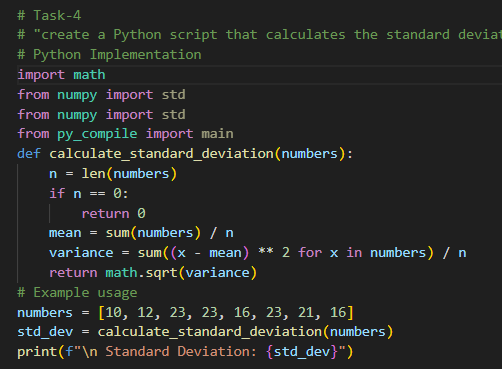 # Task-4
# "create a Python script that calculates the standard
# Python Implementation
import math
from numpy import std
from numpy import std
from py_compile import main
def calculate_standard_deviation(numbers):
    n = len(numbers)
    if n == 0:
        return 0
    mean = sum(numbers) / n
    variance = sum((x - mean) ** 2 for x in numbers) / n
    return math.sqrt(variance)
# Example usage
numbers = [10, 12, 23, 23, 16, 23, 21, 16]
std_dev = calculate_standard_deviation(numbers)
print(f"\n Standard Deviation: {std_dev}")